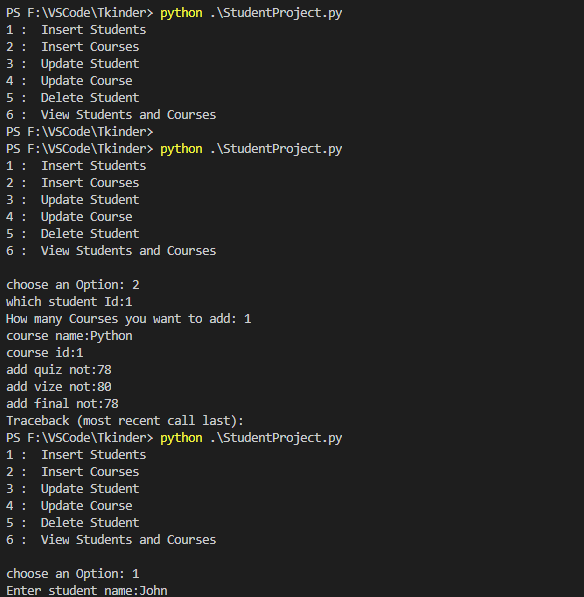 PS F:\VSCode\Tkinder> python .\StudentProject.py
1 :  Insert Students
2 :  Insert Courses
3 :  Update Student
4 :  Update Course
5 :  Delete Student
6 :  View Students and Courses
PS F:\VSCode\Tkinder>
PS F:\VSCode\Tkinder> python .\StudentProject.py
1 :  Insert Students
2 :  Insert Courses
3 :  Update Student
4 :  Update Course
5 :  Delete Student
6 :  View Students and Courses

choose an Option: 2
which student Id:1
How many Courses you want to add: 1
course name:Python
course id:1
add quiz not:78
add vize not:80
add final not:78
Traceback (most recent call last):
PS F:\VSCode\Tkinder> python .\StudentProject.py
1 :  Insert Students
2 :  Insert Courses
3 :  Update Student
4 :  Update Course
5 :  Delete Student
6 :  View Students and Courses

choose an Option: 1
Enter student name:John